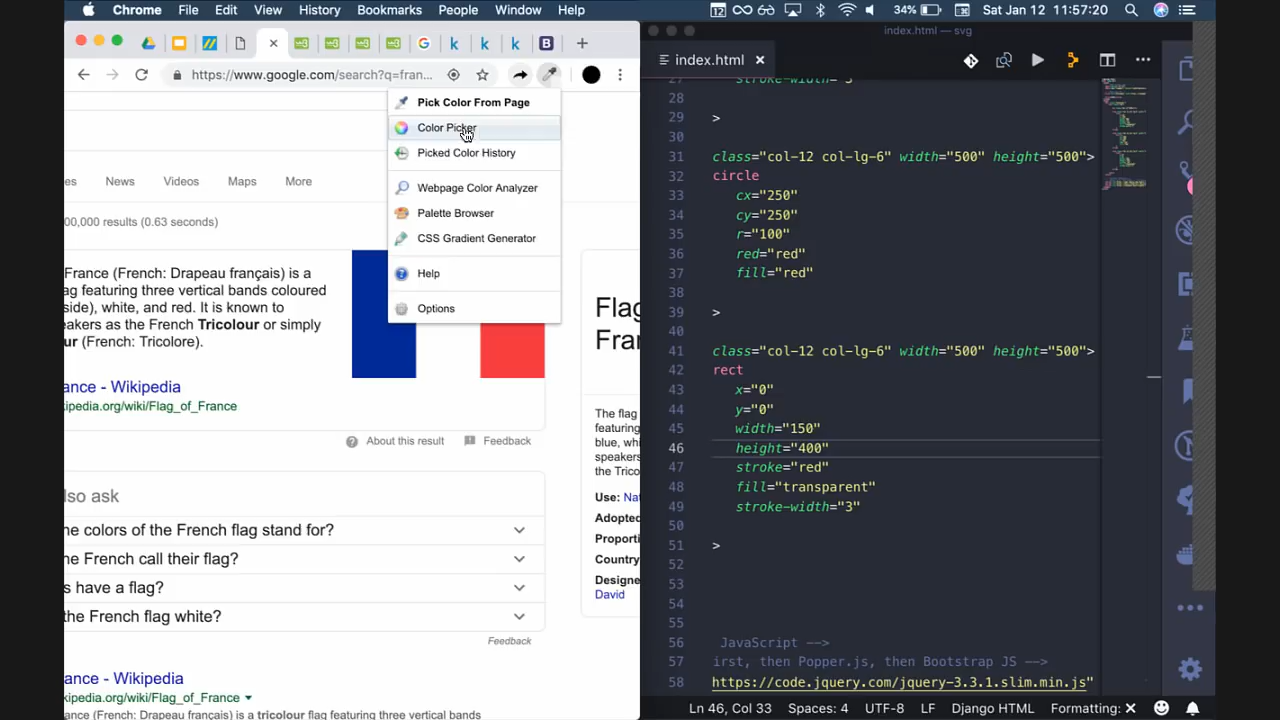 Chrome File Edit View History Bookmarks People Window Help 12 34% Sat Jan 12 11:57:20
index.html — svg
index.html
https://www.google.com/search?q=fran...
Pick Color From Page
Color Picker
Picked Color History
Webpage Color Analyzer
Palette Browser
CSS Gradient Generator
Help
Options
es News Videos Maps More
00,000 results (0.63 seconds)
France (French: Drapeau français) is a
ag featuring three vertical bands coloured
side), white, and red. It is known to
eakers as the French Tricolour or simply
ur (French: Tricolore).
ance - Wikipedia
kipedia.org/wiki/Flag_of_France
About this result Feedback
lso ask
he colors of the French flag stand for?
he French call their flag?
s have a flag?
the French flag white?
Feedback
ance - Wikipedia
kipedia.org/wiki/Flag_of_France
ance (French: Drapeau français) is a tricolour flag featuring three vertical bands
Flag
Fran
The flag
featuring
blue, whi
speakers
the Tricol
Use: Nat
Adopted
Proporti
Country
Designe
David
27 stroke-width="3"
28
29 >
30
31 class="col-12 col-lg-6" width="500" height="500">
32 circle
33 cx="250"
34 cy="250"
35 r="100"
36 red="red"
37 fill="red"
38
39 >
40
41 class="col-12 col-lg-6" width="500" height="500">
42 rect
43 x="0"
44 y="0"
45 width="150"
46 height="400"
47 stroke="red"
48 fill="transparent"
49 stroke-width="3"
50
51 >
52
53
54
55
56 JavaScript -->
57 irst, then Popper.js, then Bootstrap JS -->
58 https://code.jquery.com/jquery-3.3.1.slim.min.js"
Ln 46, Col 33 Spaces: 4 UTF-8 LF Django HTML Formatting: ✕